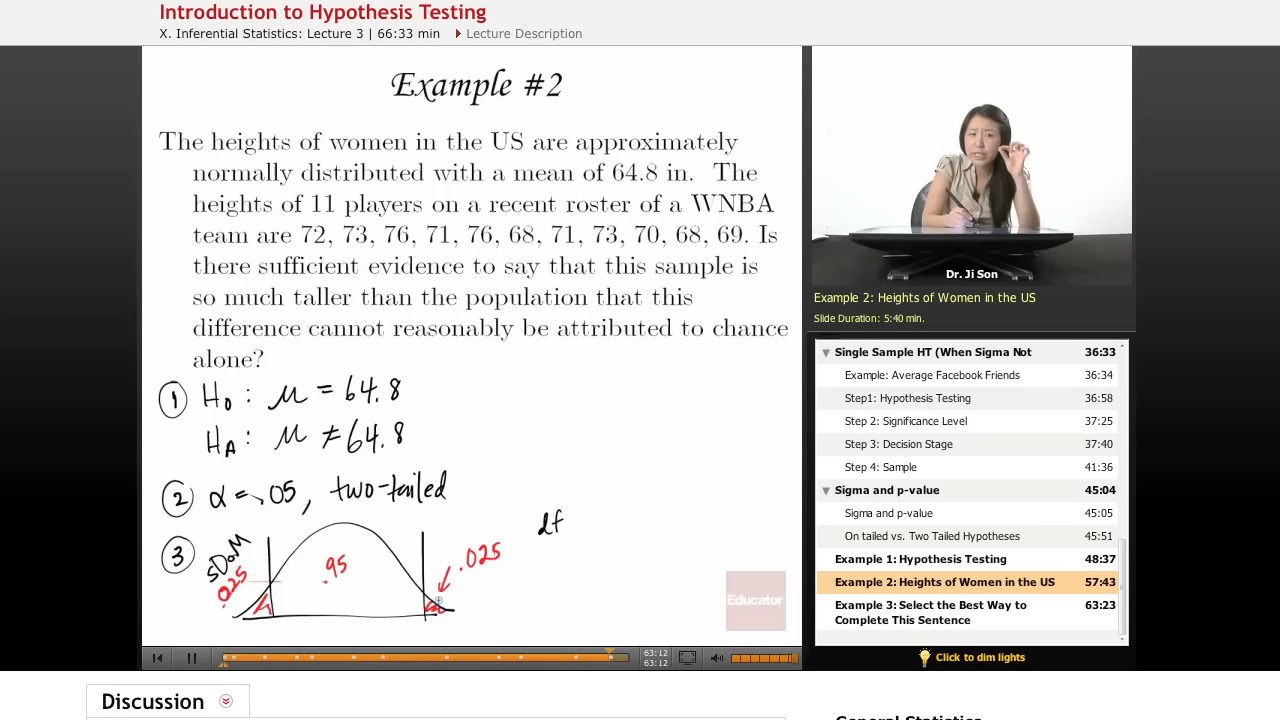 Introduction to Hypothesis Testing
X. Inferential Statistics: Lecture 3 | 66:33 min Lecture Description
Example #2
The heights of women in the US are approximately
normally distributed with a mean of 64.8 in. The
heights of 11 players on a recent roster of a WNBA
team are 72, 73, 76, 71, 76, 68, 71, 73, 70, 68, 69. Is
there sufficient evidence to say that this sample is
so much taller than the population that this
difference cannot reasonably be attributed to chance
alone?
1 H0 : μ = 64.8
HA : μ ≠ 64.8
2 α = .05, two-tailed
3 SDoM
.025
.95
.025
df
Educator
63:12
63:12
Dr. Ji Son
Example 2: Heights of Women in the US
Slide Duration: 5:40 min.
Single Sample HT (When Sigma Not 36:33
Example: Average Facebook Friends 36:34
Step1: Hypothesis Testing 36:58
Step 2: Significance Level 37:25
Step 3: Decision Stage 37:40
Step 4: Sample 41:36
Sigma and p-value 45:04
Sigma and p-value 45:05
On tailed vs. Two Tailed Hypotheses 45:51
Example 1: Hypothesis Testing 48:37
Example 2: Heights of Women in the US 57:43
Example 3: Select the Best Way to 63:23
Complete This Sentence
Click to dim lights
Discussion
General Statistics